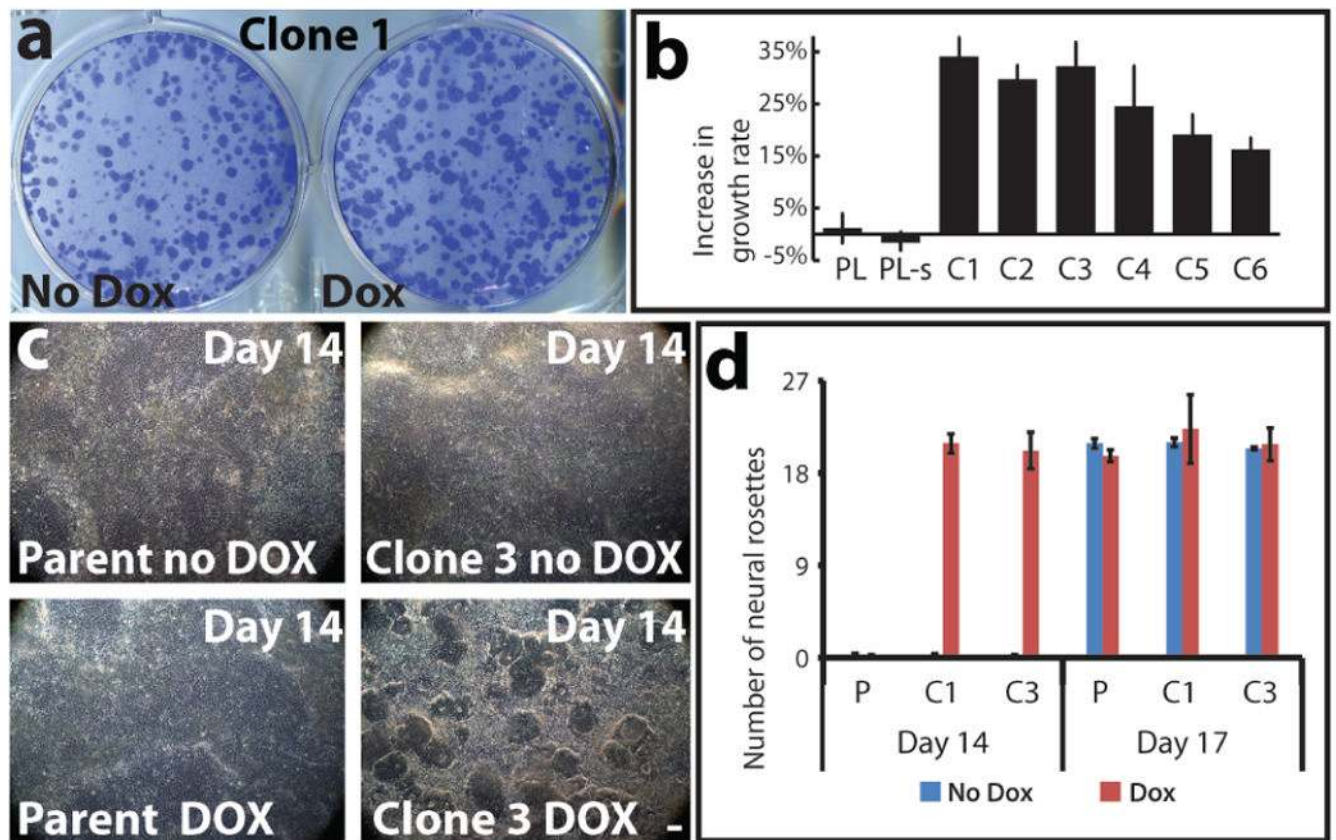 a
Clone 1
No Dox
Dox
b
Increase in
growth rate
35%
25%
15%
5%
-5%
PL PL-s C1 C2 C3 C4 C5 C6
c
Day 14
Parent no DOX
Day 14
Clone 3 no DOX
Day 14
Parent DOX
Day 14
Clone 3 DOX
d
Number of neural rosettes
27
18
9
0
P C1 C3 P C1 C3
Day 14 Day 17
No Dox Dox